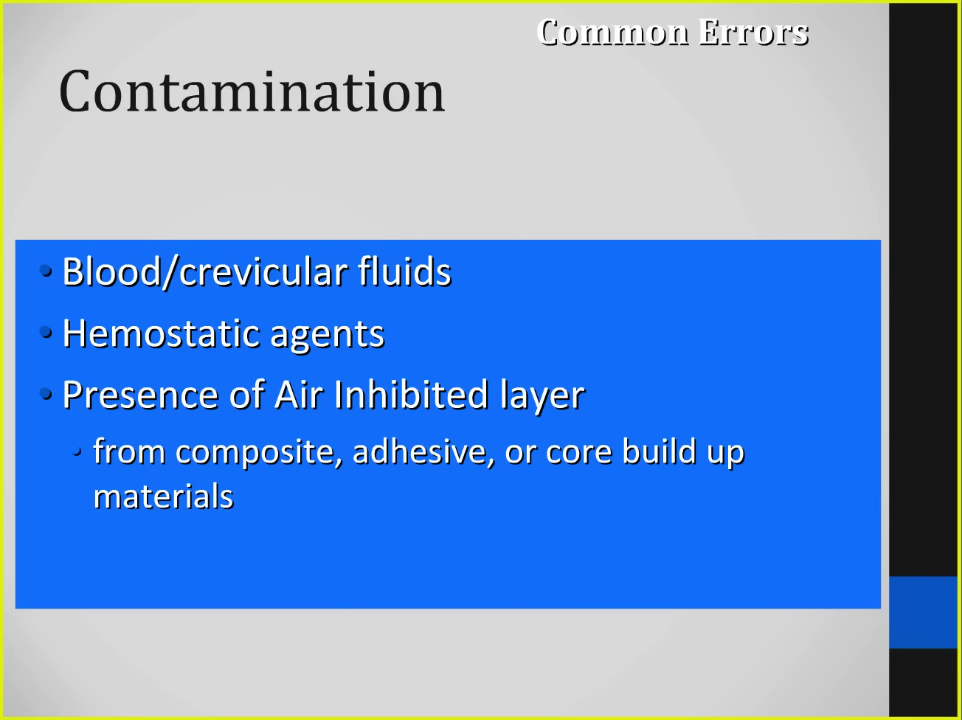 Common Errors
Contamination
• Blood/crevicular fluids
• Hemostatic agents
• Presence of Air Inhibited layer
• from composite, adhesive, or core build up
materials